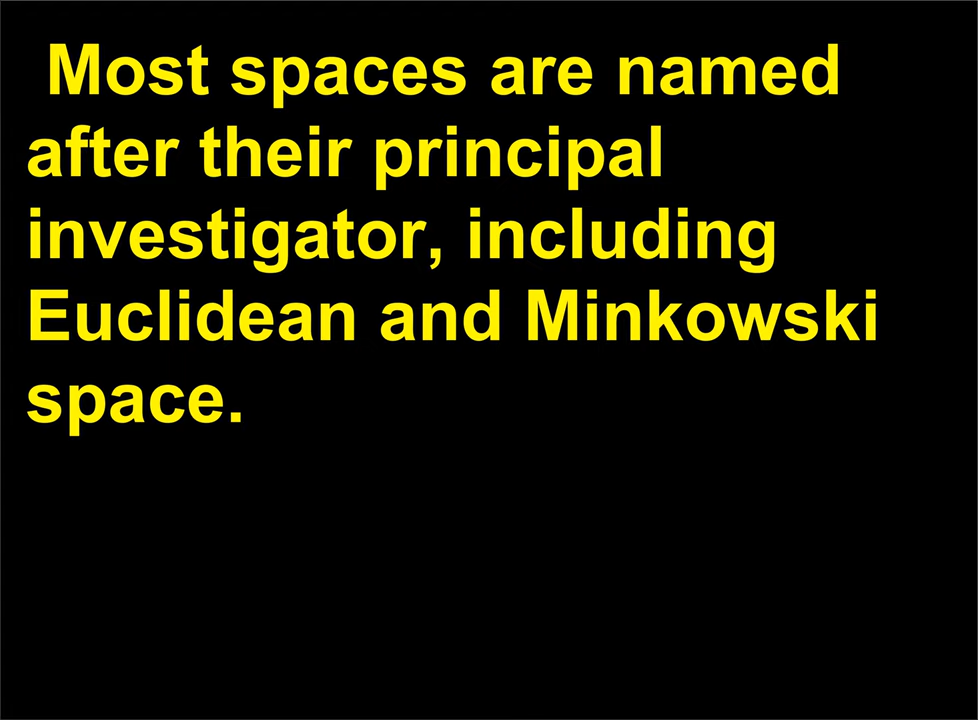 Most spaces are named
after their principal
investigator, including
Euclidean and Minkowski
space.